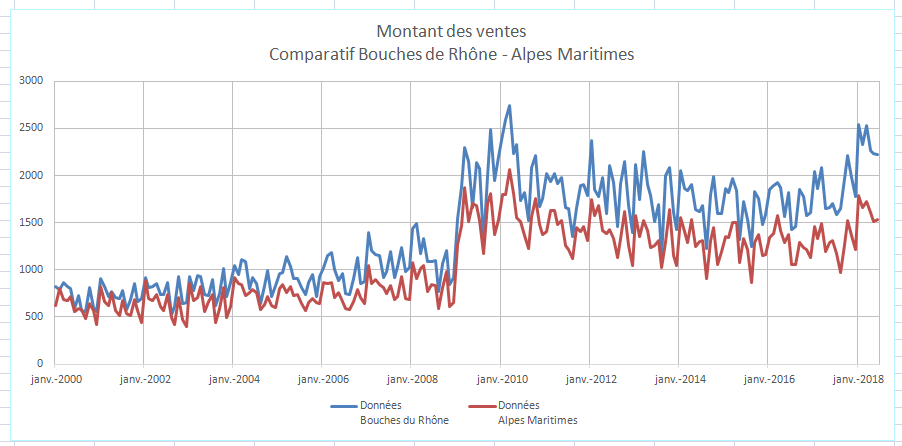 Montant des ventes
Comparatif Bouches de Rhône - Alpes Maritimes
3000
2500
2000
1500
1000
500
0
janv.-2000 janv.-2002 janv.-2004 janv.-2006 janv.-2008 janv.-2010 janv.-2012 janv.-2014 janv.-2016 janv.-2018
Données Données
Bouches du Rhône Alpes Maritimes